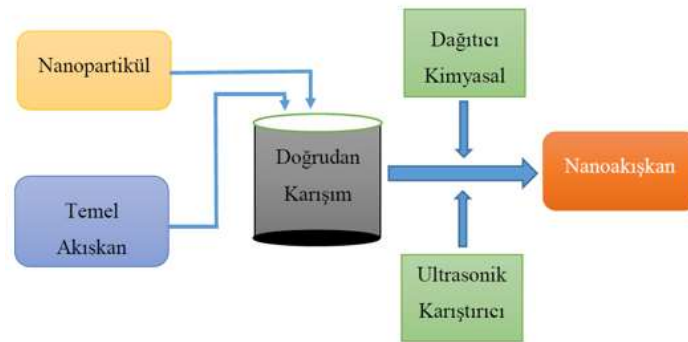 Nanopartikül
Temel
Akıskan
Doğrudan
Karışım
Dağıtıcı
Kimyasal
Ultrasonik
Karıştırıcı
Nanoakışkan